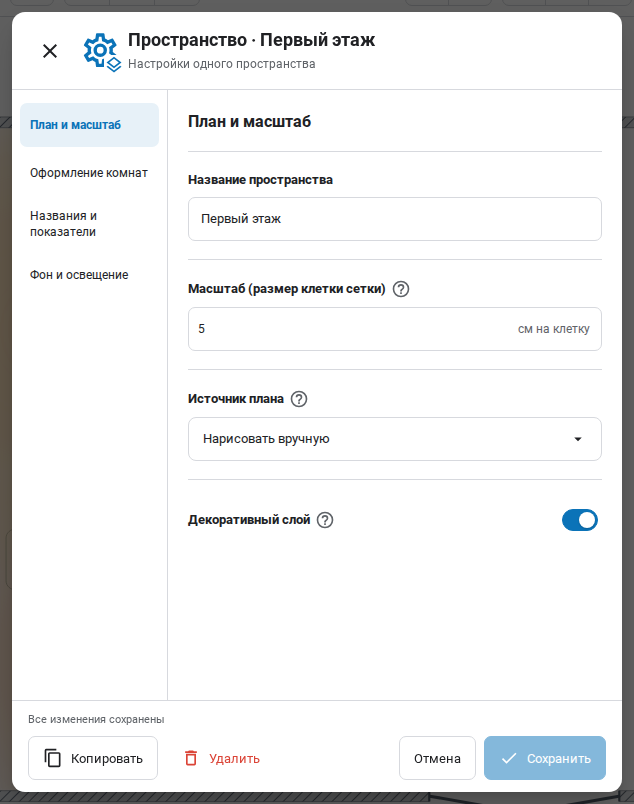 Пространство · Первый этаж
Настройки одного пространства
План и масштаб
Оформление комнат
Названия и
показатели
Фон и освещение
План и масштаб
Название пространства
Первый этаж
Масштаб (размер клетки сетки) ?
5 см на клетку
Источник плана ?
Нарисовать вручную
Декоративный слой ?
Все изменения сохранены
Копировать Удалить Отмена Сохранить